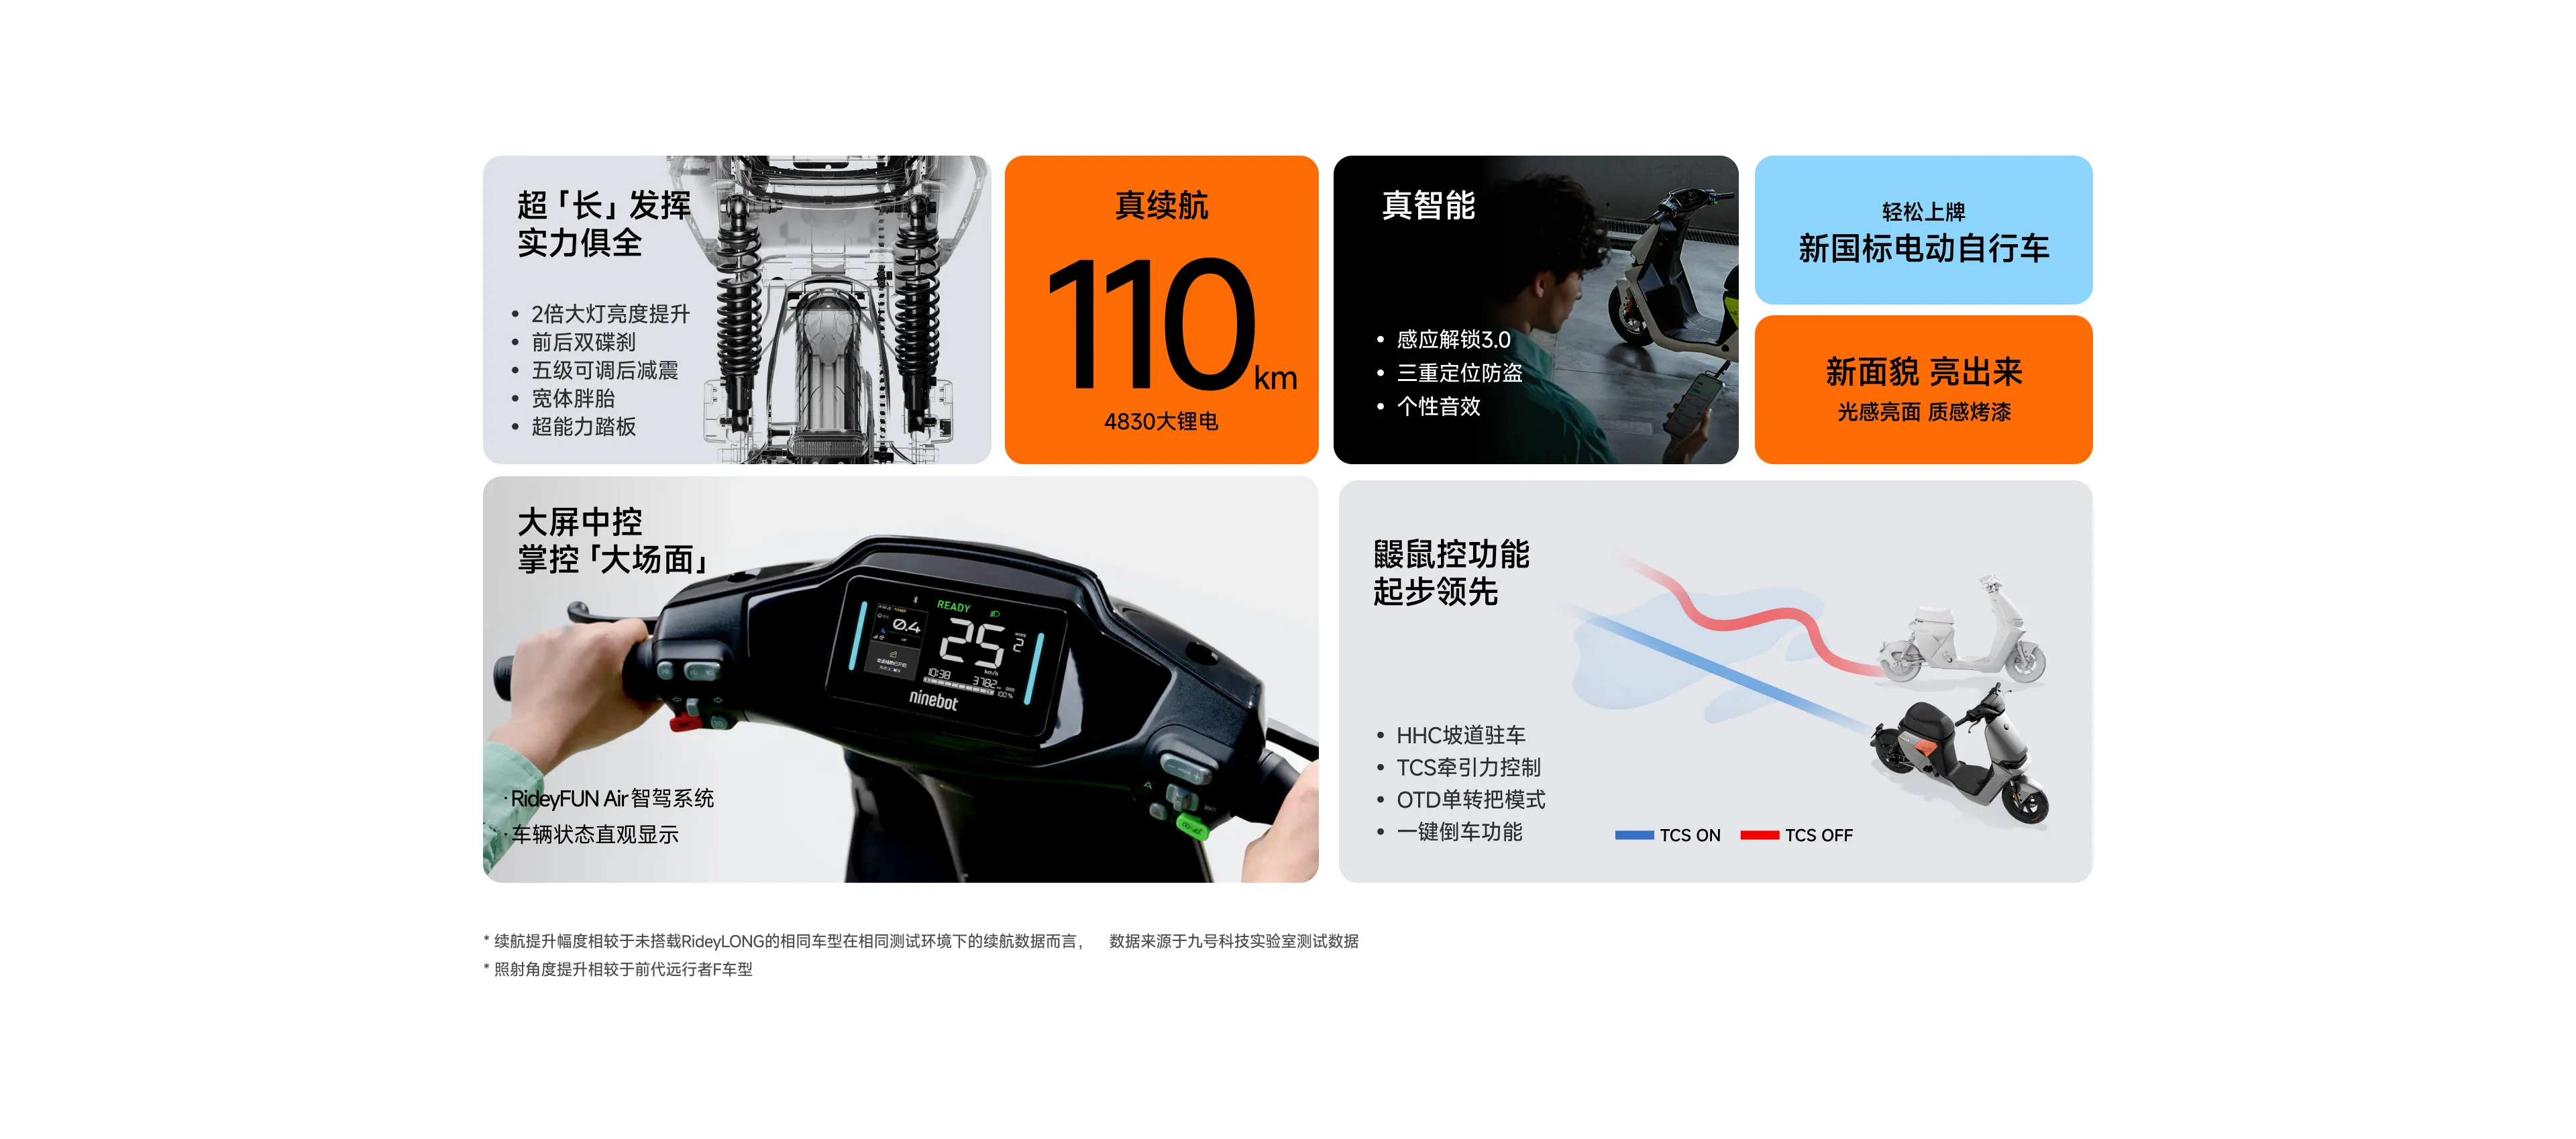 超「长」发挥
实力俱全
• 2倍大灯亮度提升
• 前后双碟刹
• 五级可调后减震
• 宽体胖胎
• 超能力踏板
真续航
110km
4830大锂电
真智能
• 感应解锁3.0
• 三重定位防盗
• 个性音效
轻松上牌
新国标电动自行车
新面貌 亮出来
光感亮面 质感烤漆
大屏中控
掌控「大场面」
READY
0.4
25
km/h
2
10:38
3782
100%
ninebot
·RideyFUN Air智驾系统
·车辆状态直观显示
鼹鼠控功能
起步领先
• HHC坡道驻车
• TCS牵引力控制
• OTD单转把模式
• 一键倒车功能
TCS ON
TCS OFF
* 续航提升幅度相较于未搭载RideyLONG的相同车型在相同测试环境下的续航数据而言， 数据来源于九号科技实验室测试数据
* 照射角度提升相较于前代远行者F车型